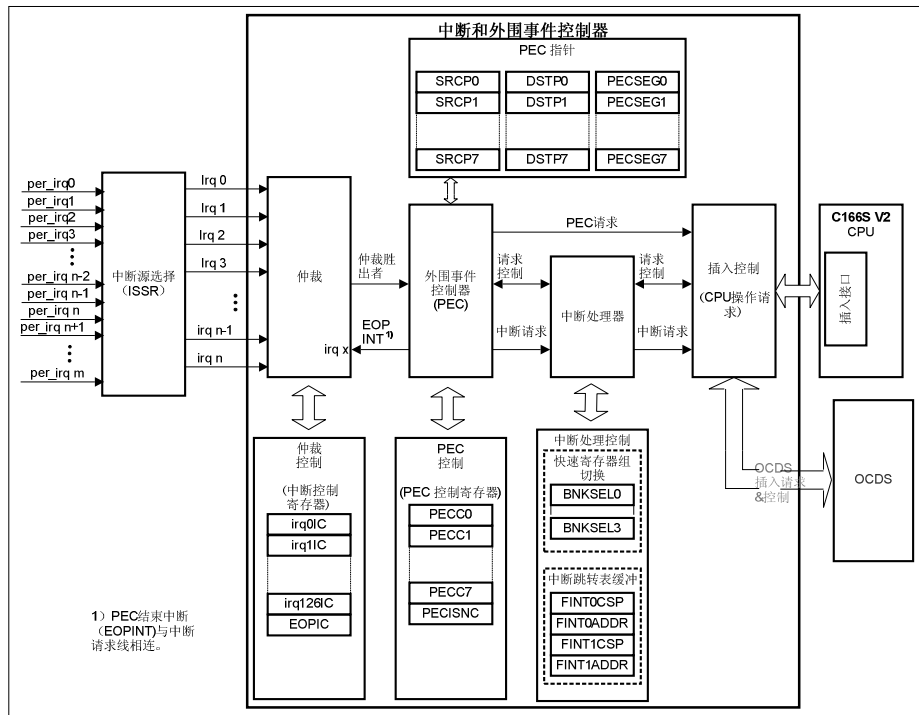 中断和外围事件控制器
PEC 指针
SRCP0 DSTP0 PECSEG0
SRCP1 DSTP1 PECSEG1
SRCP7 DSTP7 PECSEG7
per_irq0
per_irq1
per_irq2
per_irq3
per_irq n-2
per_irq n-1
per_irq n
per_irq n+1
per_irq m
中断源选择
（ISSR）
Irq 0
Irq 1
Irq 2
Irq 3
irq n-1
irq n
仲裁
irq x
仲裁胜
出者
EOP
INT 1)
外围事件
控制器
(PEC)
PEC请求
请求
控制
中断请求
中断处理器
请求
控制
中断请求
插入控制
(CPU操作请
求)
C166S V2
CPU
插入接口
仲裁
控制
(中断控制
寄存器)
irq0IC
irq1IC
irq126IC
EOPIC
PEC
控制
(PEC 控制寄存器)
PECC0
PECC1
PECC7
PECISNC
中断处理控制
快速寄存器组
切换
BNKSEL0
BNKSEL3
中断跳转表缓冲
FINT0CSP
FINT0ADDR
FINT1CSP
FINT1ADDR
OCDS
插入请求
&控制
OCDS
1）PEC结束中断
（EOPINT)与中断
请求线相连。